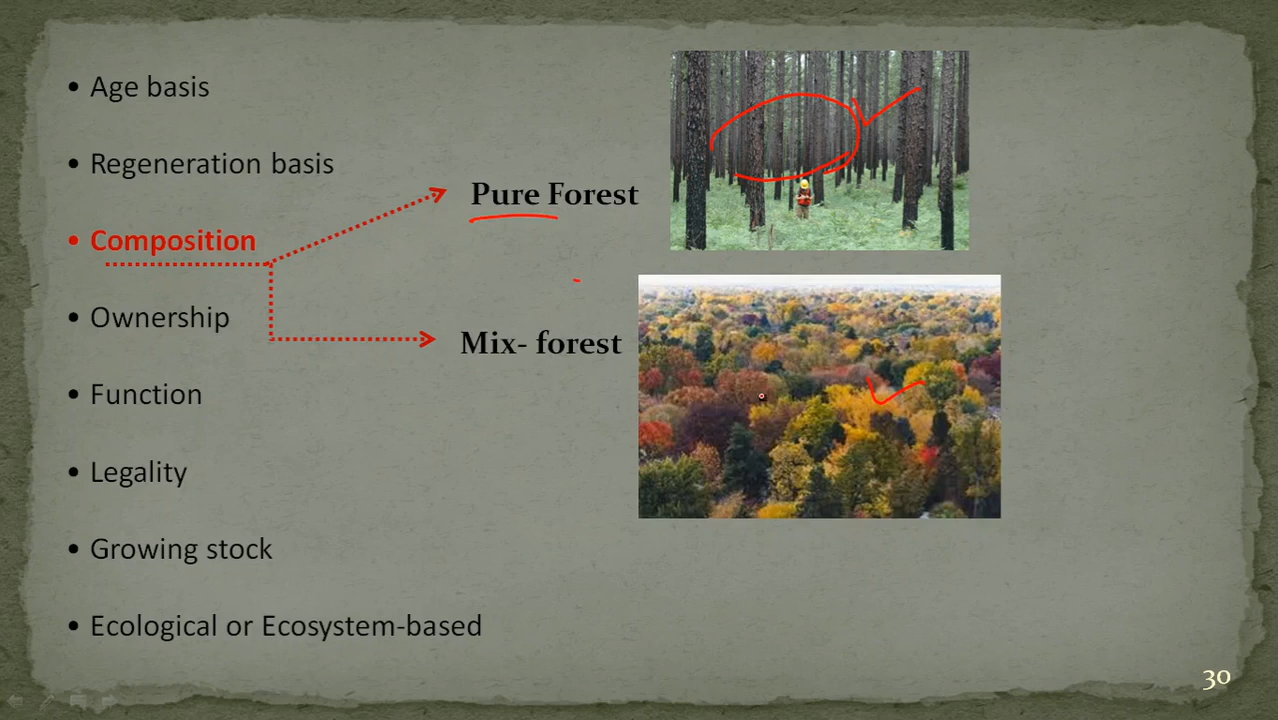 • Age basis
• Regeneration basis
Pure Forest
• Composition
• Ownership
Mix- forest
• Function
• Legality
• Growing stock
• Ecological or Ecosystem-based
30